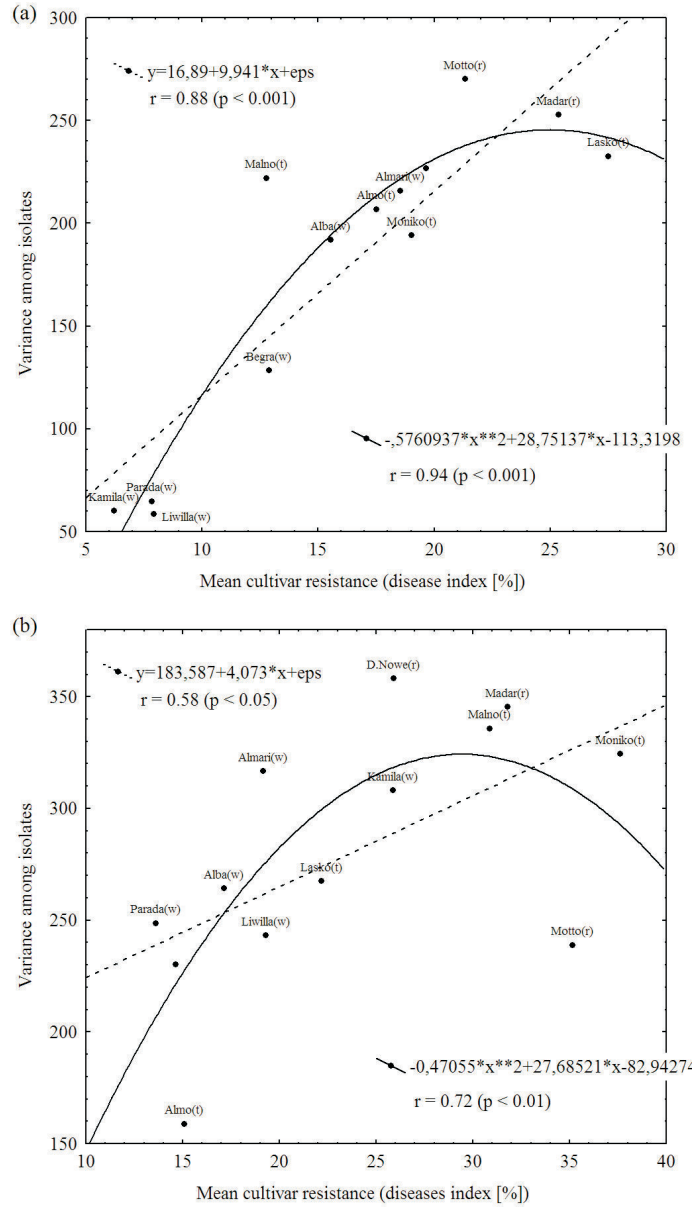 (a)
300
250
200
150
100
50
5
10
15
20
25
30
Variance among isolates
Mean cultivar resistance (disease index [%])
y=16,89+9,941*x+eps
r = 0.88 (p < 0.001)
Motto(r)
Madar(r)
Lasko(t)
Malno(t)
Almari(w)
Almo(t)
Moniko(t)
Alba(w)
Begra(w)
Parada(w)
Kamila(w)
Liwilla(w)
-,5760937*x**2+28,75137*x-113,3198
r = 0.94 (p < 0.001)
(b)
350
300
250
200
150
10
15
20
25
30
35
40
Variance among isolates
Mean cultivar resistance (diseases index [%])
y=183,587+4,073*x+eps
r = 0.58 (p < 0.05)
D.Nowe(r)
Madar(r)
Malno(t)
Moniko(t)
Almari(w)
Kamila(w)
Alba(w)
Lasko(t)
Parada(w)
Liwilla(w)
Motto(r)
Almo(t)
-0,47055*x**2+27,68521*x-82,94274
r = 0.72 (p < 0.01)